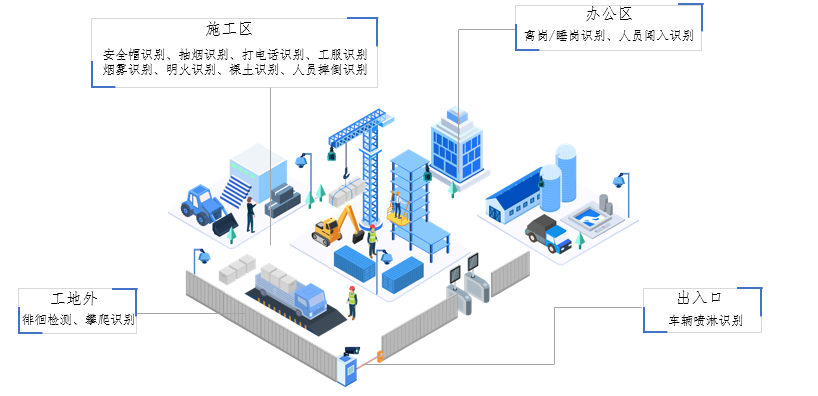 施工区
安全帽识别、抽烟识别、打电话识别、工服识别
烟雾识别、明火识别、裸土识别、人员摔倒识别
办公区
离岗/睡岗识别、人员闯入识别
工地外
徘徊检测、攀爬识别
出入口
车辆喷淋识别